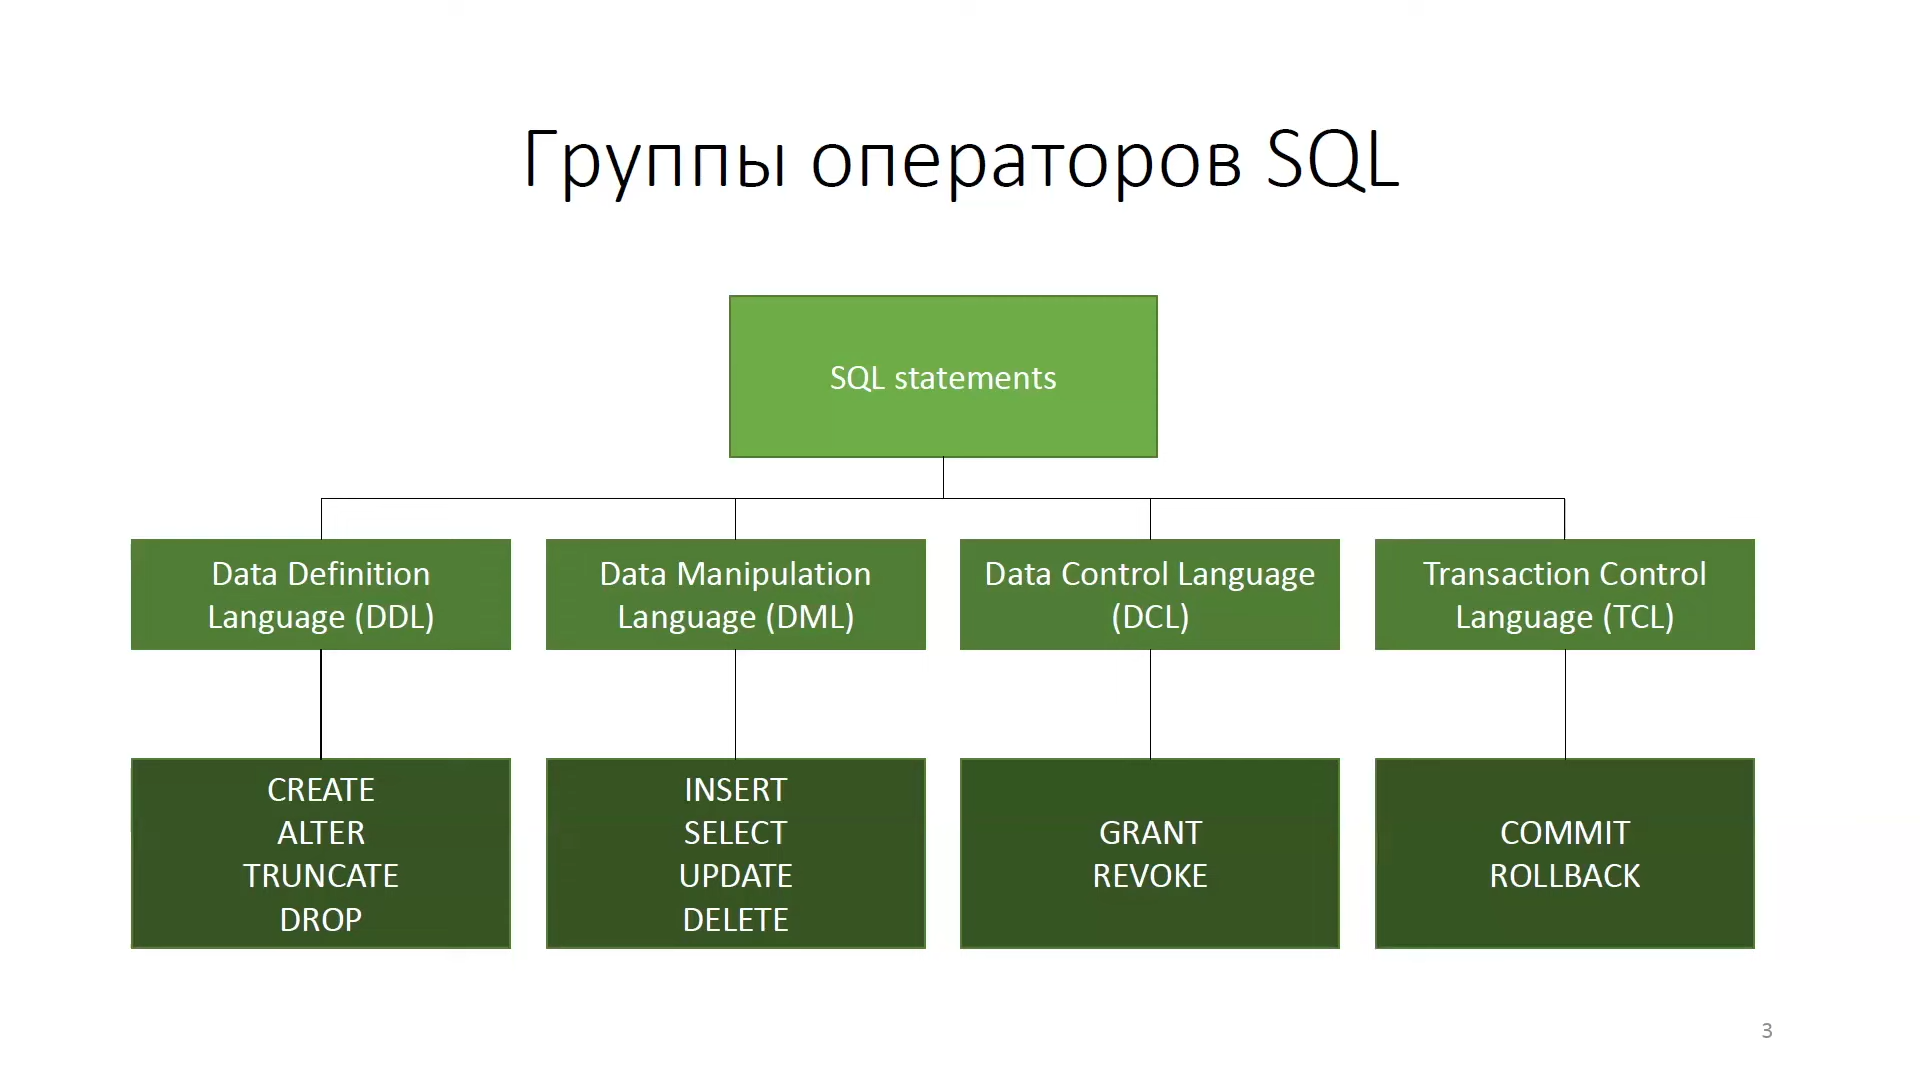 Группы операторов SQL
SQL statements
Data Definition
Language (DDL)
Data Manipulation
Language (DML)
Data Control Language
(DCL)
Transaction Control
Language (TCL)
CREATE
ALTER
TRUNCATE
DROP
INSERT
SELECT
UPDATE
DELETE
GRANT
REVOKE
COMMIT
ROLLBACK
3